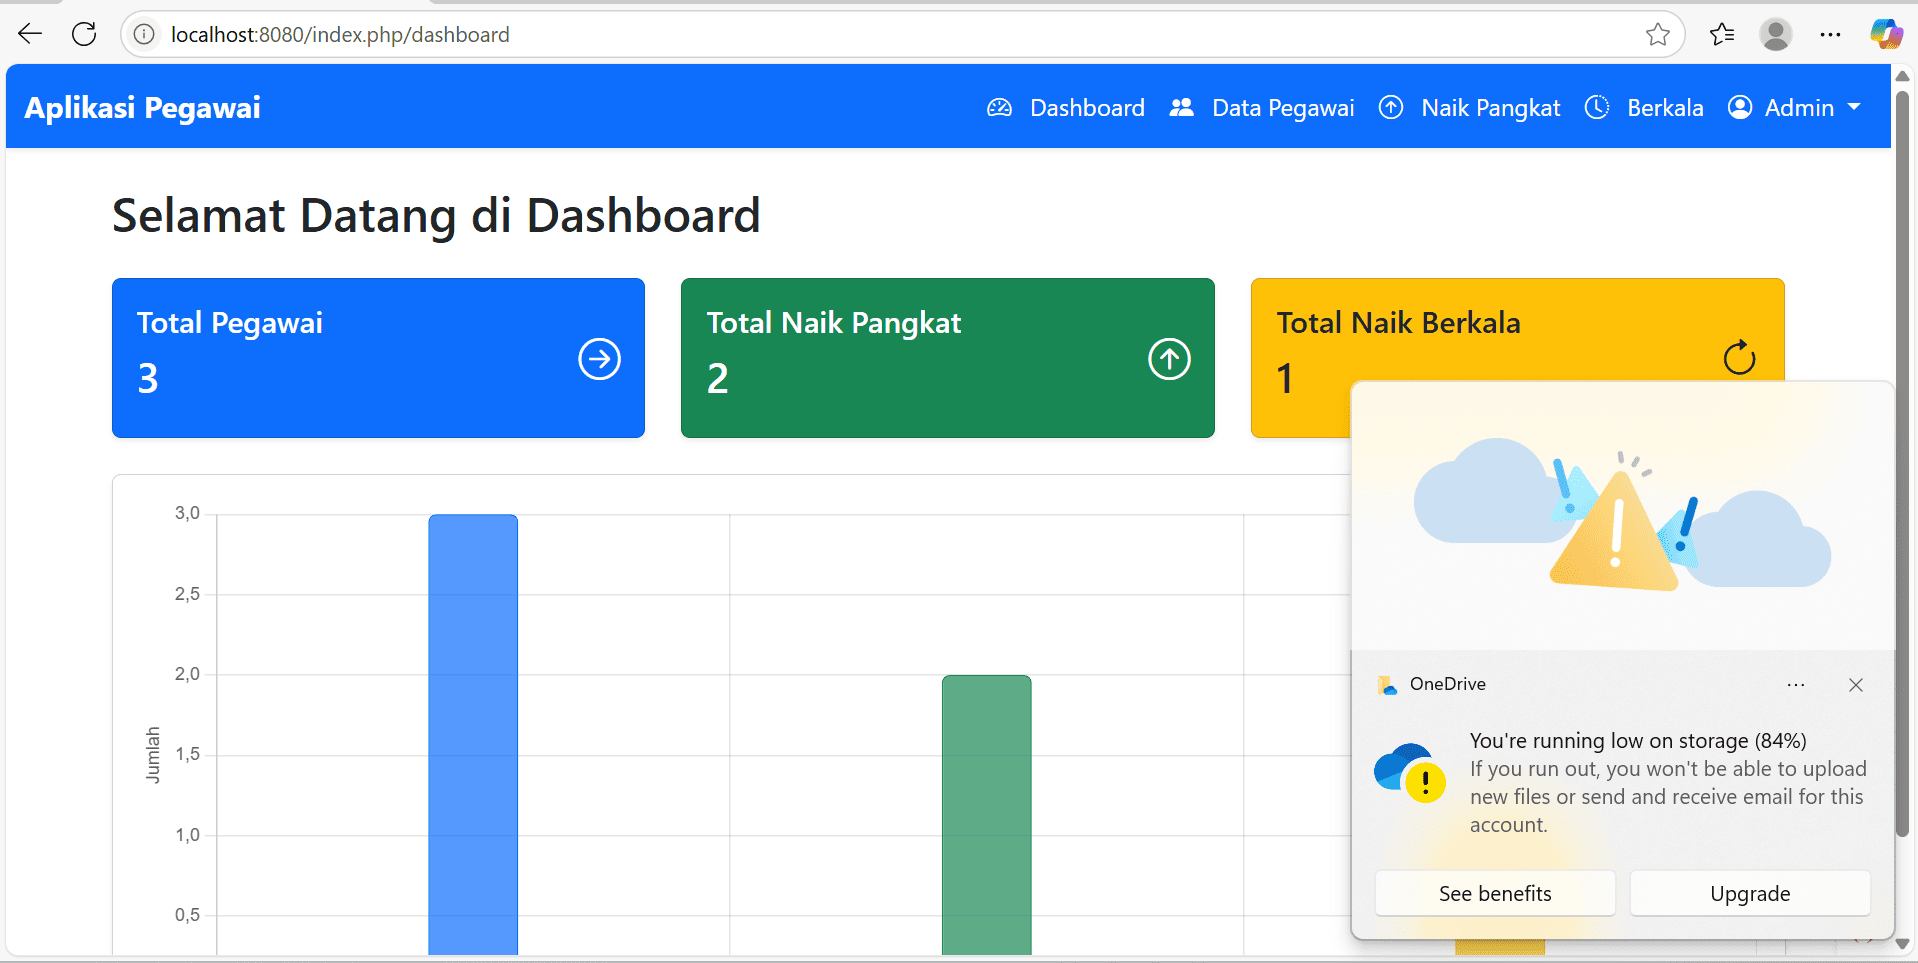 localhost:8080/index.php/dashboard
Aplikasi Pegawai
Dashboard
Data Pegawai
Naik Pangkat
Berkala
Admin
Selamat Datang di Dashboard
Total Pegawai
3
Total Naik Pangkat
2
Total Naik Berkala
1
3,0
2,5
2,0
1,5
1,0
0,5
Jumlah
OneDrive
You're running low on storage (84%)
If you run out, you won't be able to upload
new files or send and receive email for this
account.
See benefits
Upgrade